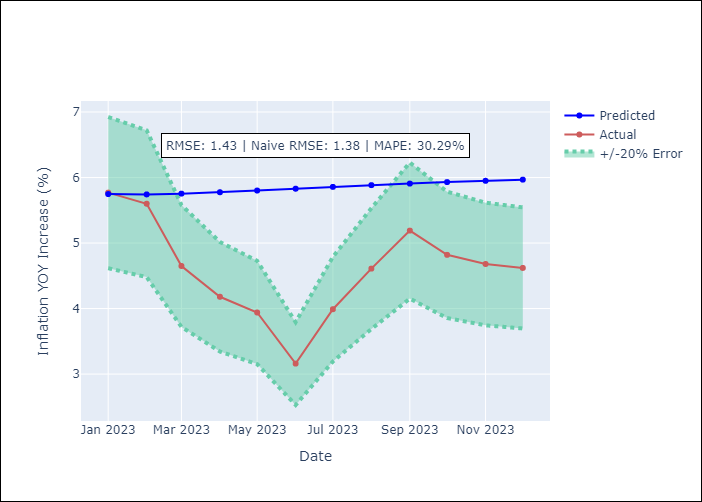 RMSE: 1.43 | Naive RMSE: 1.38 | MAPE: 30.29%
Predicted
Actual
+/-20% Error
Inflation YOY Increase (%)
7
6
5
4
3
Jan 2023
Mar 2023
May 2023
Jul 2023
Sep 2023
Nov 2023
Date